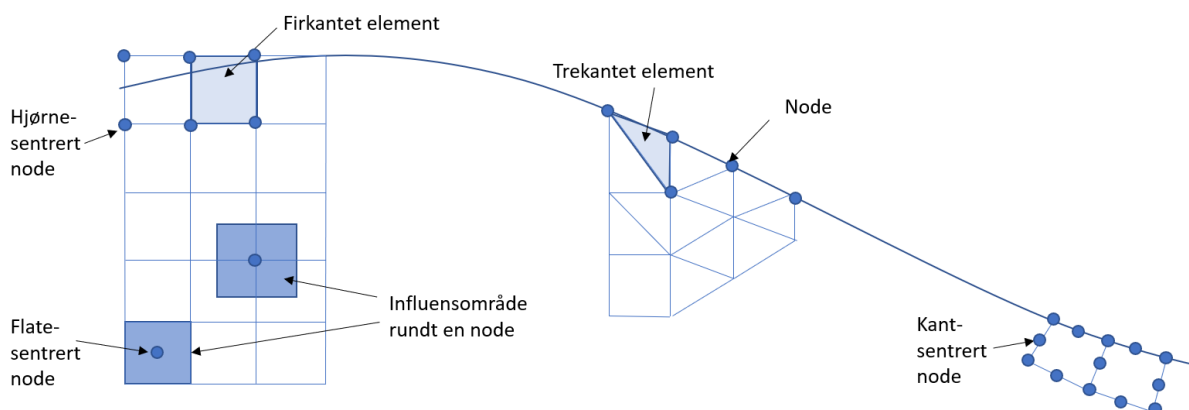 Firkantet element
Hjørne-
sentrert
node
Trekantet element
Node
Influensområde
rundt en node
Flate-
sentrert
node
Kant-
sentrert
node